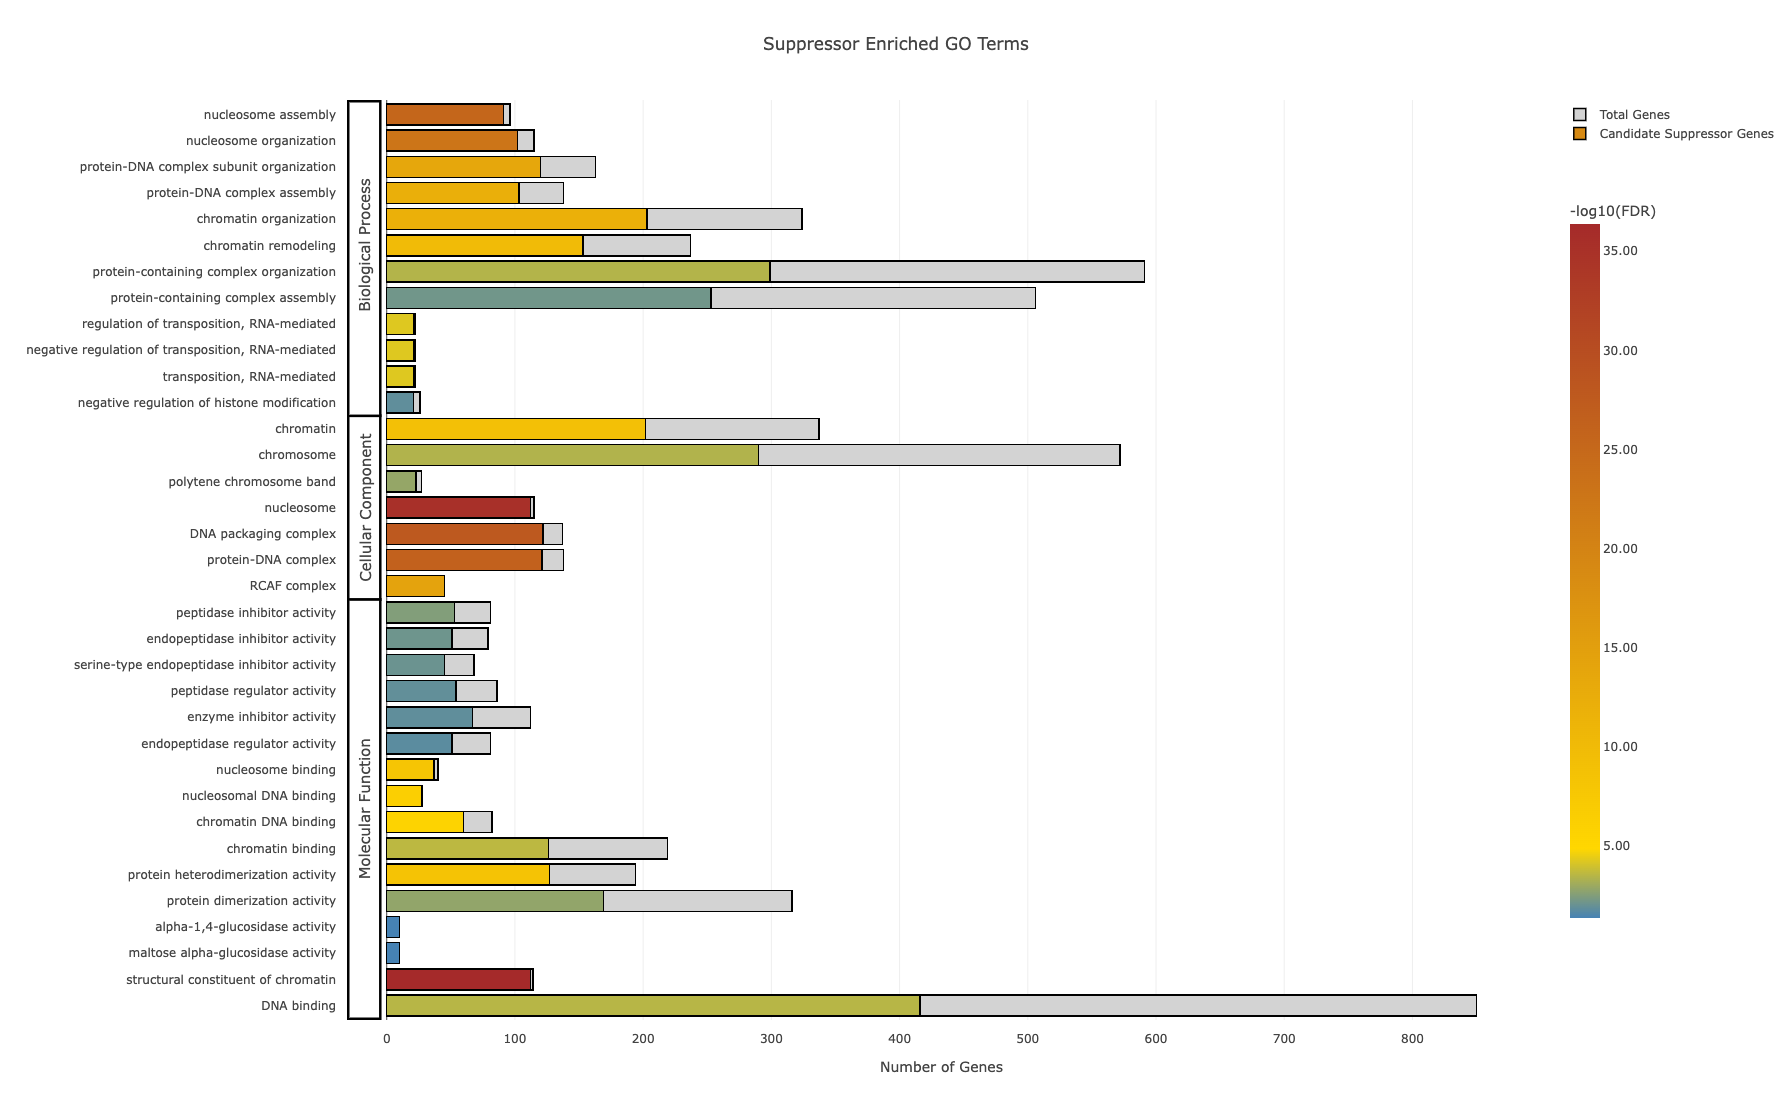 Suppressor Enriched GO Terms
nucleosome assembly
nucleosome organization
protein-DNA complex subunit organization
protein-DNA complex assembly
chromatin organization
chromatin remodeling
protein-containing complex organization
protein-containing complex assembly
regulation of transposition, RNA-mediated
negative regulation of transposition, RNA-mediated
transposition, RNA-mediated
negative regulation of histone modification
chromatin
chromosome
polytene chromosome band
nucleosome
DNA packaging complex
protein-DNA complex
RCAF complex
peptidase inhibitor activity
endopeptidase inhibitor activity
serine-type endopeptidase inhibitor activity
peptidase regulator activity
enzyme inhibitor activity
endopeptidase regulator activity
nucleosome binding
nucleosomal DNA binding
chromatin DNA binding
chromatin binding
protein heterodimerization activity
protein dimerization activity
alpha-1,4-glucosidase activity
maltose alpha-glucosidase activity
structural constituent of chromatin
DNA binding
Biological Process
Cellular Component
Molecular Function
0 100 200 300 400 500 600 700 800
Number of Genes
Total Genes
Candidate Suppressor Genes
-log10(FDR)
35.00
30.00
25.00
20.00
15.00
10.00
5.00